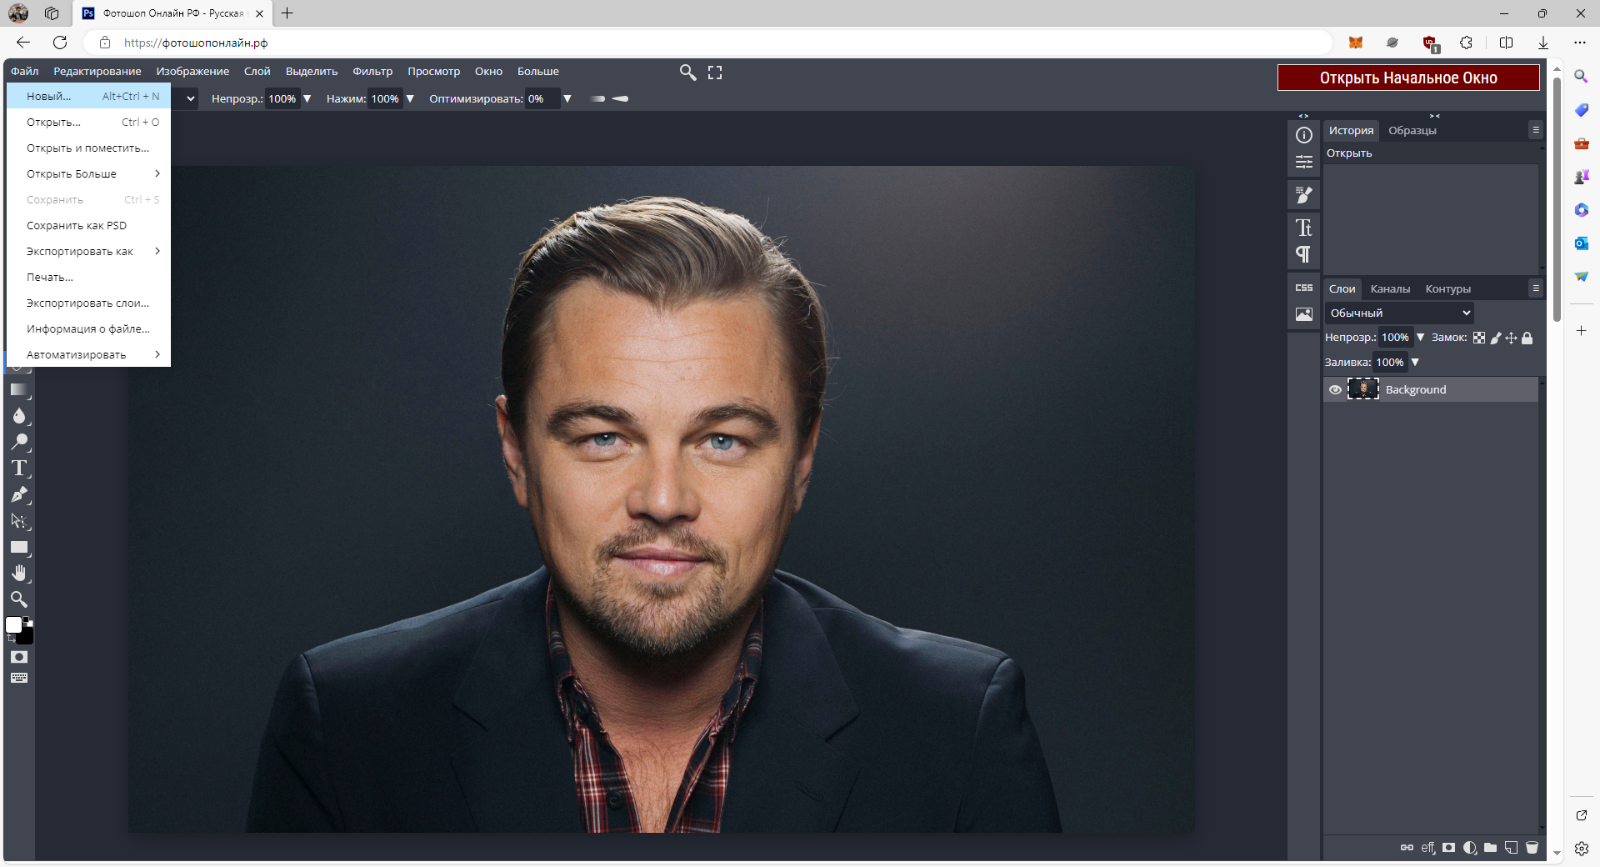 Фотошоп Онлайн РФ - Русская
https://фотошопонлайн.рф
Файл Редактирование Изображение Слой Выделить Фильтр Просмотр Окно Больше
Открыть Начальное Окно
Непрозр.: 100% Нажим: 100% Оптимизировать: 0%
Новый... Alt+Ctrl + N
Открыть... Ctrl + O
Открыть и поместить...
Открыть Больше
Сохранить Ctrl + S
Сохранить как PSD
Экспортировать как
Печать...
Экспортировать слои...
Информация о файле...
Автоматизировать
История Образцы
Открыть
CSS
Слои Каналы Контуры
Обычный
Непрозр.: 100% Замок:
Заливка: 100%
Background
eff